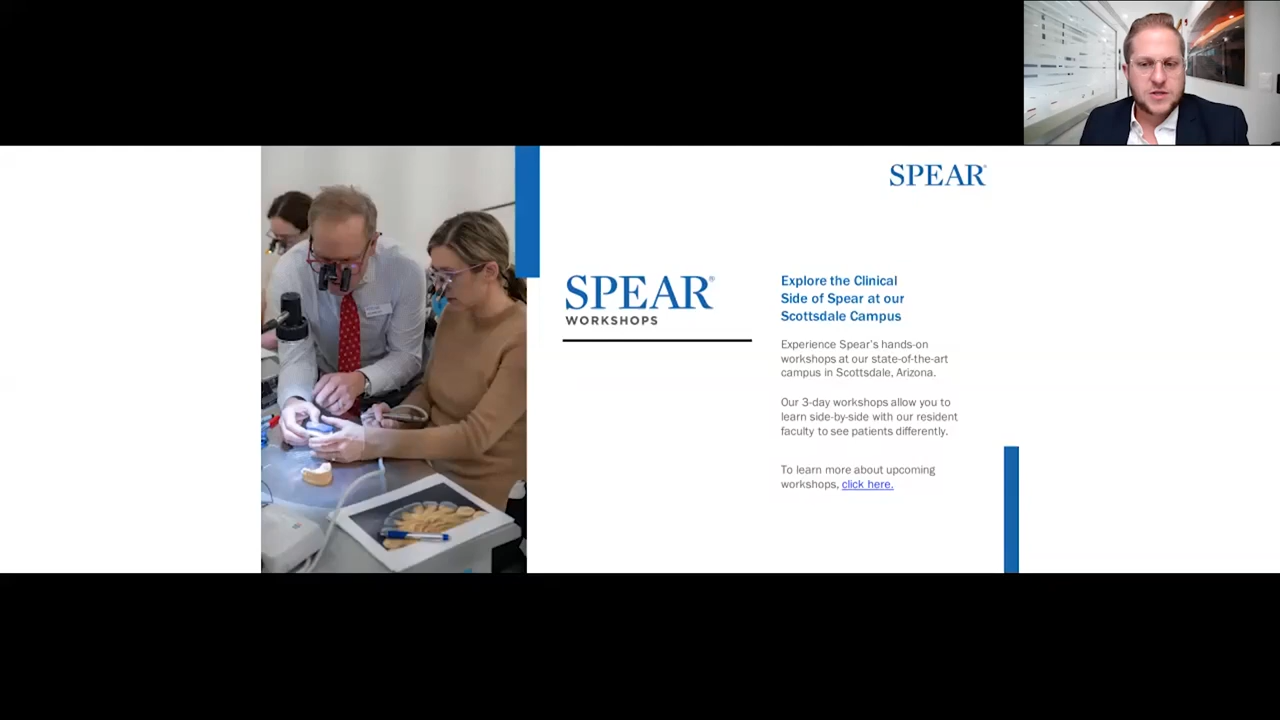 SPEAR®
SPEAR®
WORKSHOPS
Explore the Clinical
Side of Spear at our
Scottsdale Campus
Experience Spear's hands-on
workshops at our state-of-the-art
campus in Scottsdale, Arizona.
Our 3-day workshops allow you to
learn side-by-side with our resident
faculty to see patients differently.
To learn more about upcoming
workshops, click here.